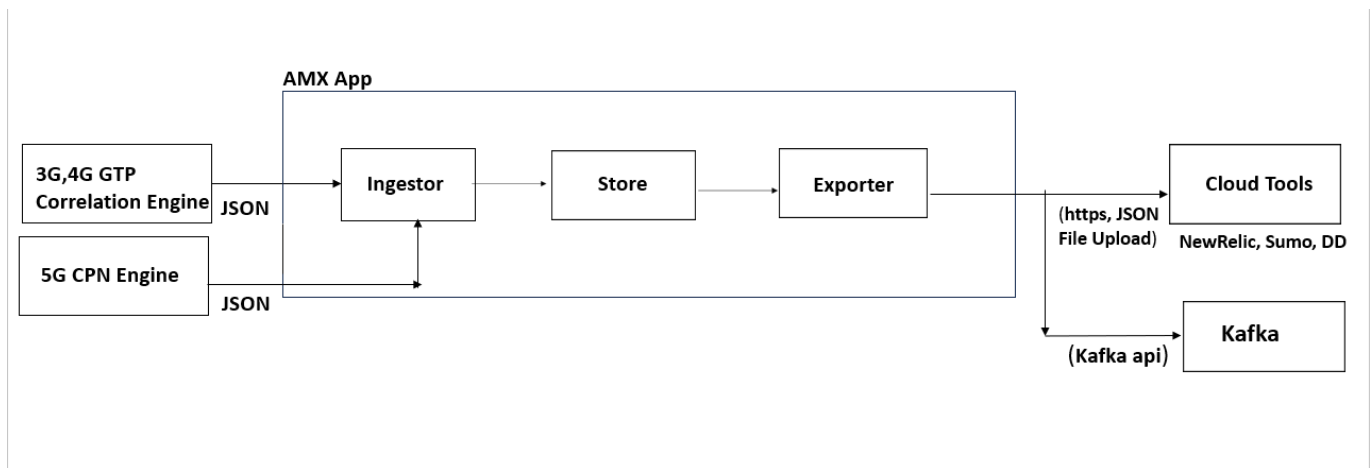 AMX App
3G,4G GTP
Correlation Engine
JSON
Ingestor
Store
Exporter
Cloud Tools
(https, JSON
File Upload)
NewRelic, Sumo, DD
5G CPN Engine
JSON
Kafka
(Kafka api)